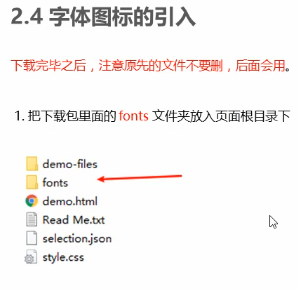 2.4 字体图标的引入
下载完毕之后，注意原先的文件不要删，后面会用。
1. 把下载包里面的 fonts 文件夹放入页面根目录下
demo-files
fonts
demo.html
Read Me.txt
selection.json
style.css